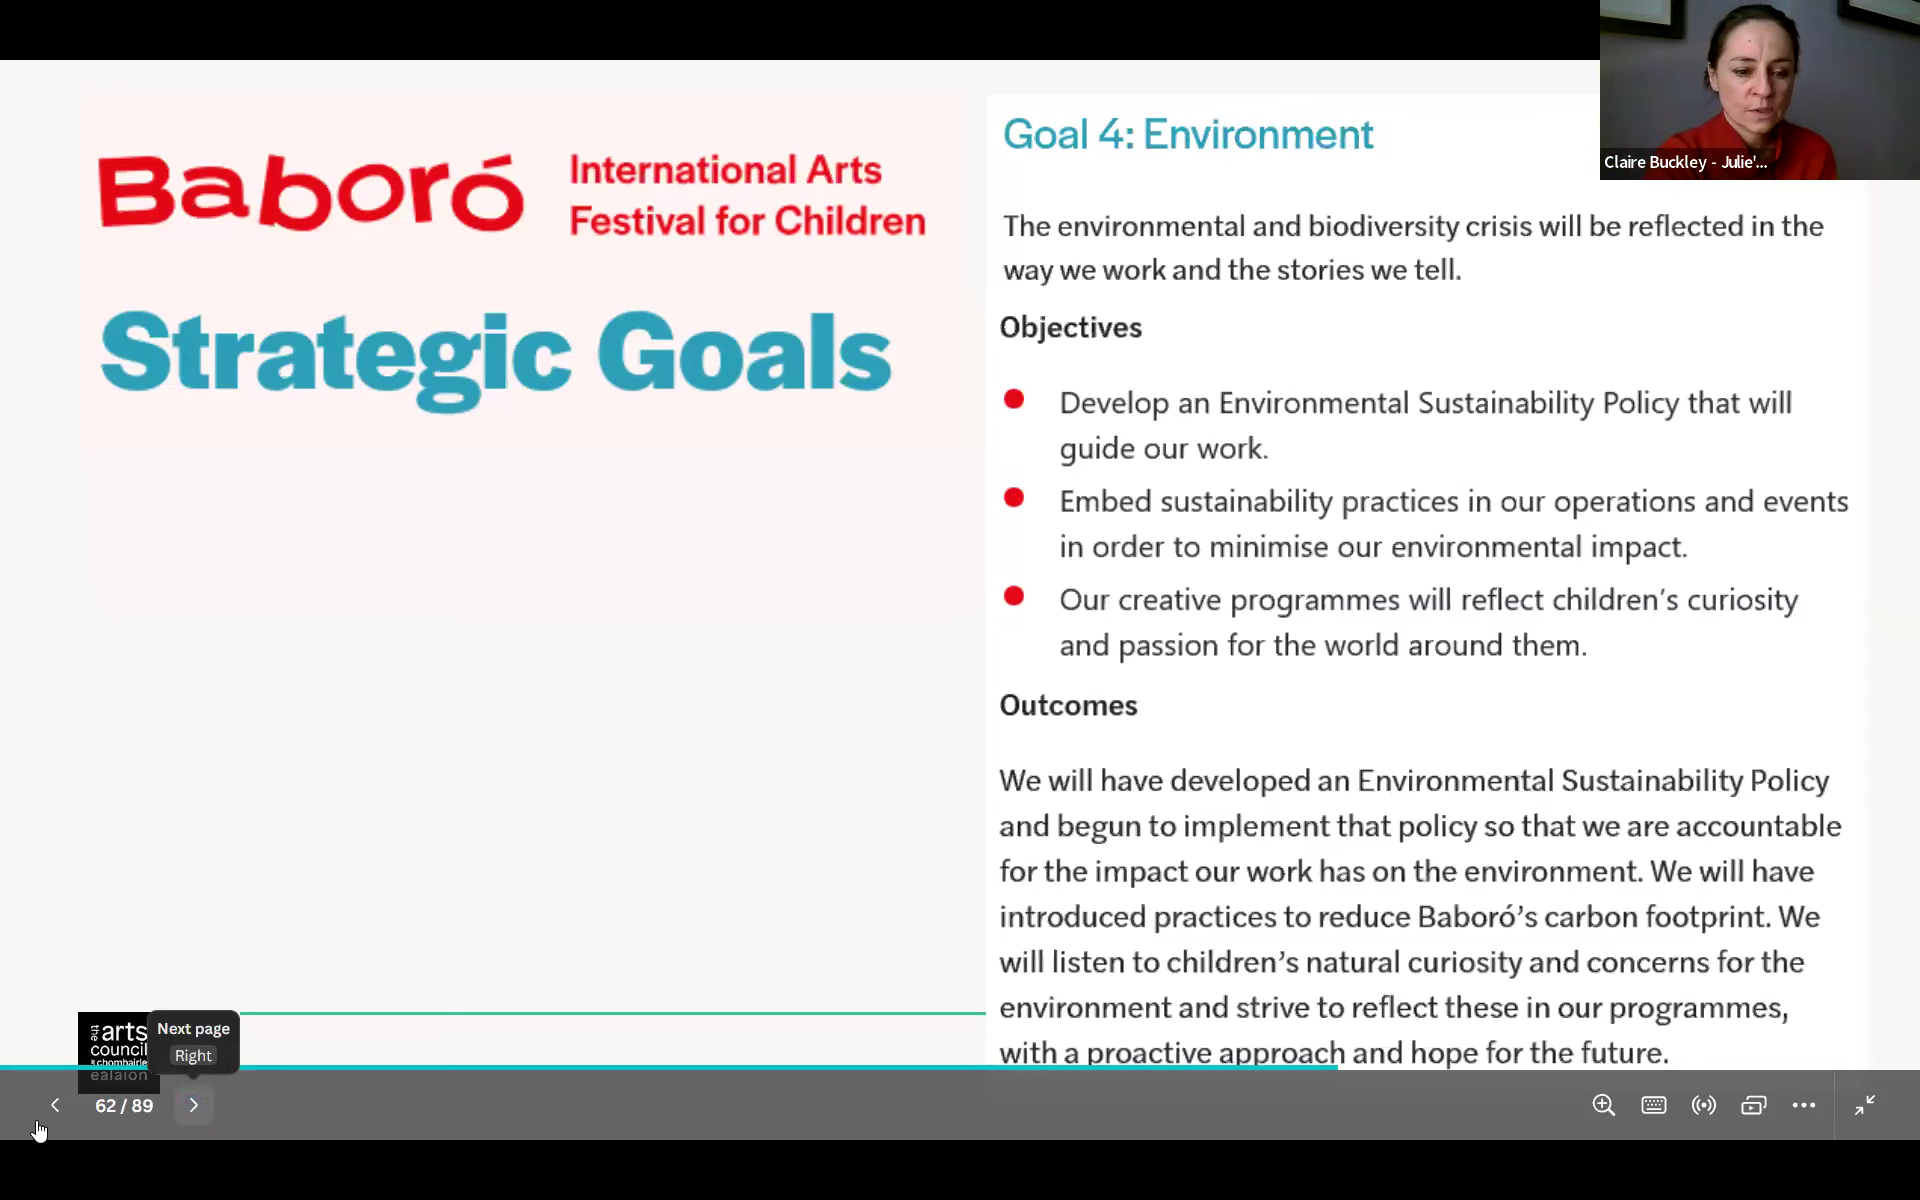 Baboró
International Arts
Festival for Children
Strategic Goals
Goal 4: Environment
The environmental and biodiversity crisis will be reflected in the
way we work and the stories we tell.
Objectives
Develop an Environmental Sustainability Policy that will
guide our work.
Embed sustainability practices in our operations and events
in order to minimise our environmental impact.
Our creative programmes will reflect children’s curiosity
and passion for the world around them.
Outcomes
We will have developed an Environmental Sustainability Policy
and begun to implement that policy so that we are accountable
for the impact our work has on the environment. We will have
introduced practices to reduce Baboró’s carbon footprint. We
will listen to children’s natural curiosity and concerns for the
environment and strive to reflect these in our programmes,
with a proactive approach and hope for the future.
Claire Buckley - Julie'...
the arts
council
chomhairle
ealaíon
Next page
Right
62 / 89